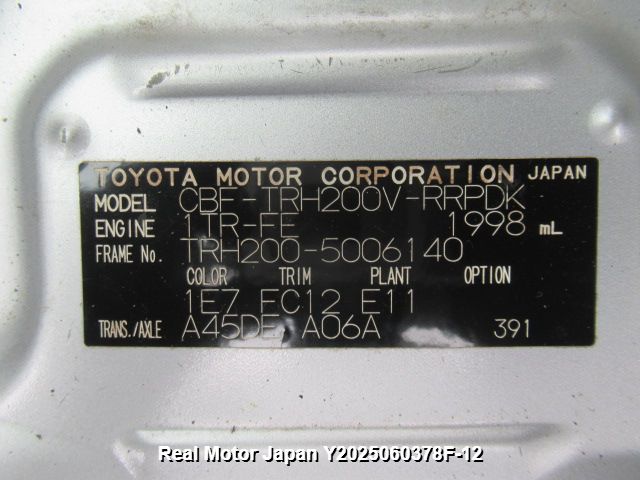 TOYOTA MOTOR CORPORATION JAPAN
MODEL CBF-TRH200V-RRPDK
ENGINE 1TR-FE 1998 mL
FRAME No. TRH200-5006140
COLOR TRIM PLANT OPTION
1E7 FC12 E11
TRANS./AXLE A45DE A06A 391
Real Motor Japan Y2025060378F-12